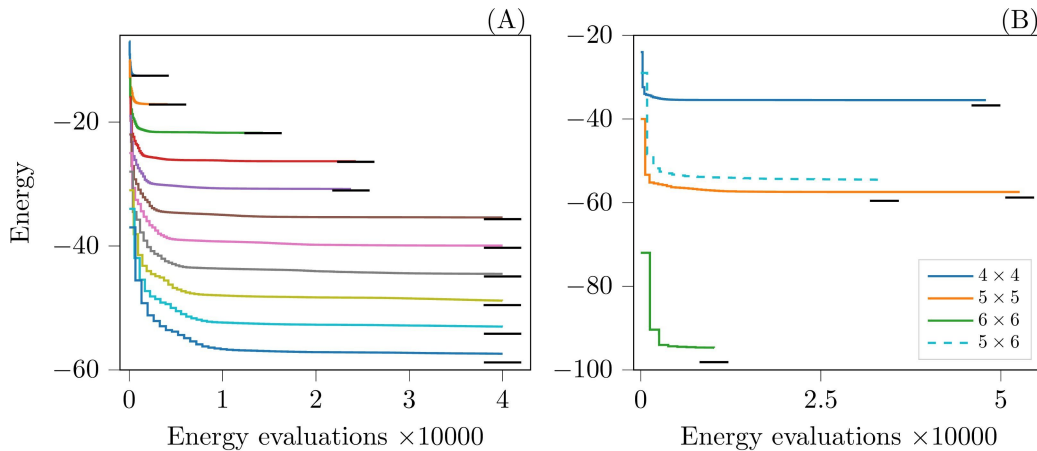 (A)
Energy
−20
−40
−60
0
1
2
3
4
Energy evaluations ×10000
(B)
−20
−40
−60
−80
−100
0
2.5
5
Energy evaluations ×10000
4 × 4
5 × 5
6 × 6
5 × 6